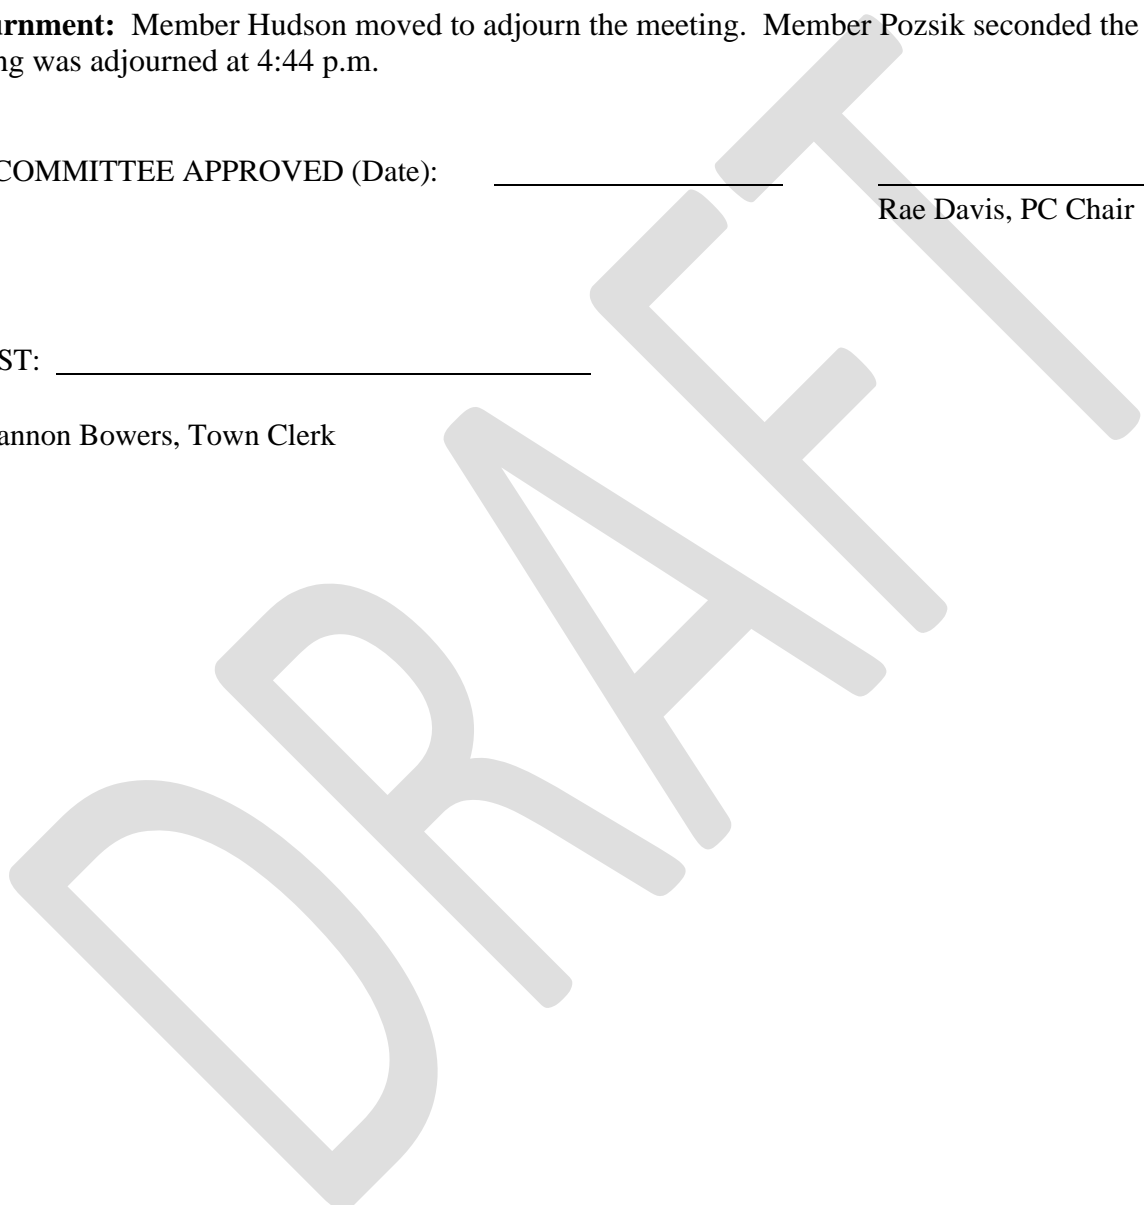 urnment: Member Hudson moved to adjourn the meeting. Member Pozsik seconded the
ng was adjourned at 4:44 p.m.
COMMITTEE APPROVED (Date):
Rae Davis, PC Chair
ST:
annon Bowers, Town Clerk
DRAFT